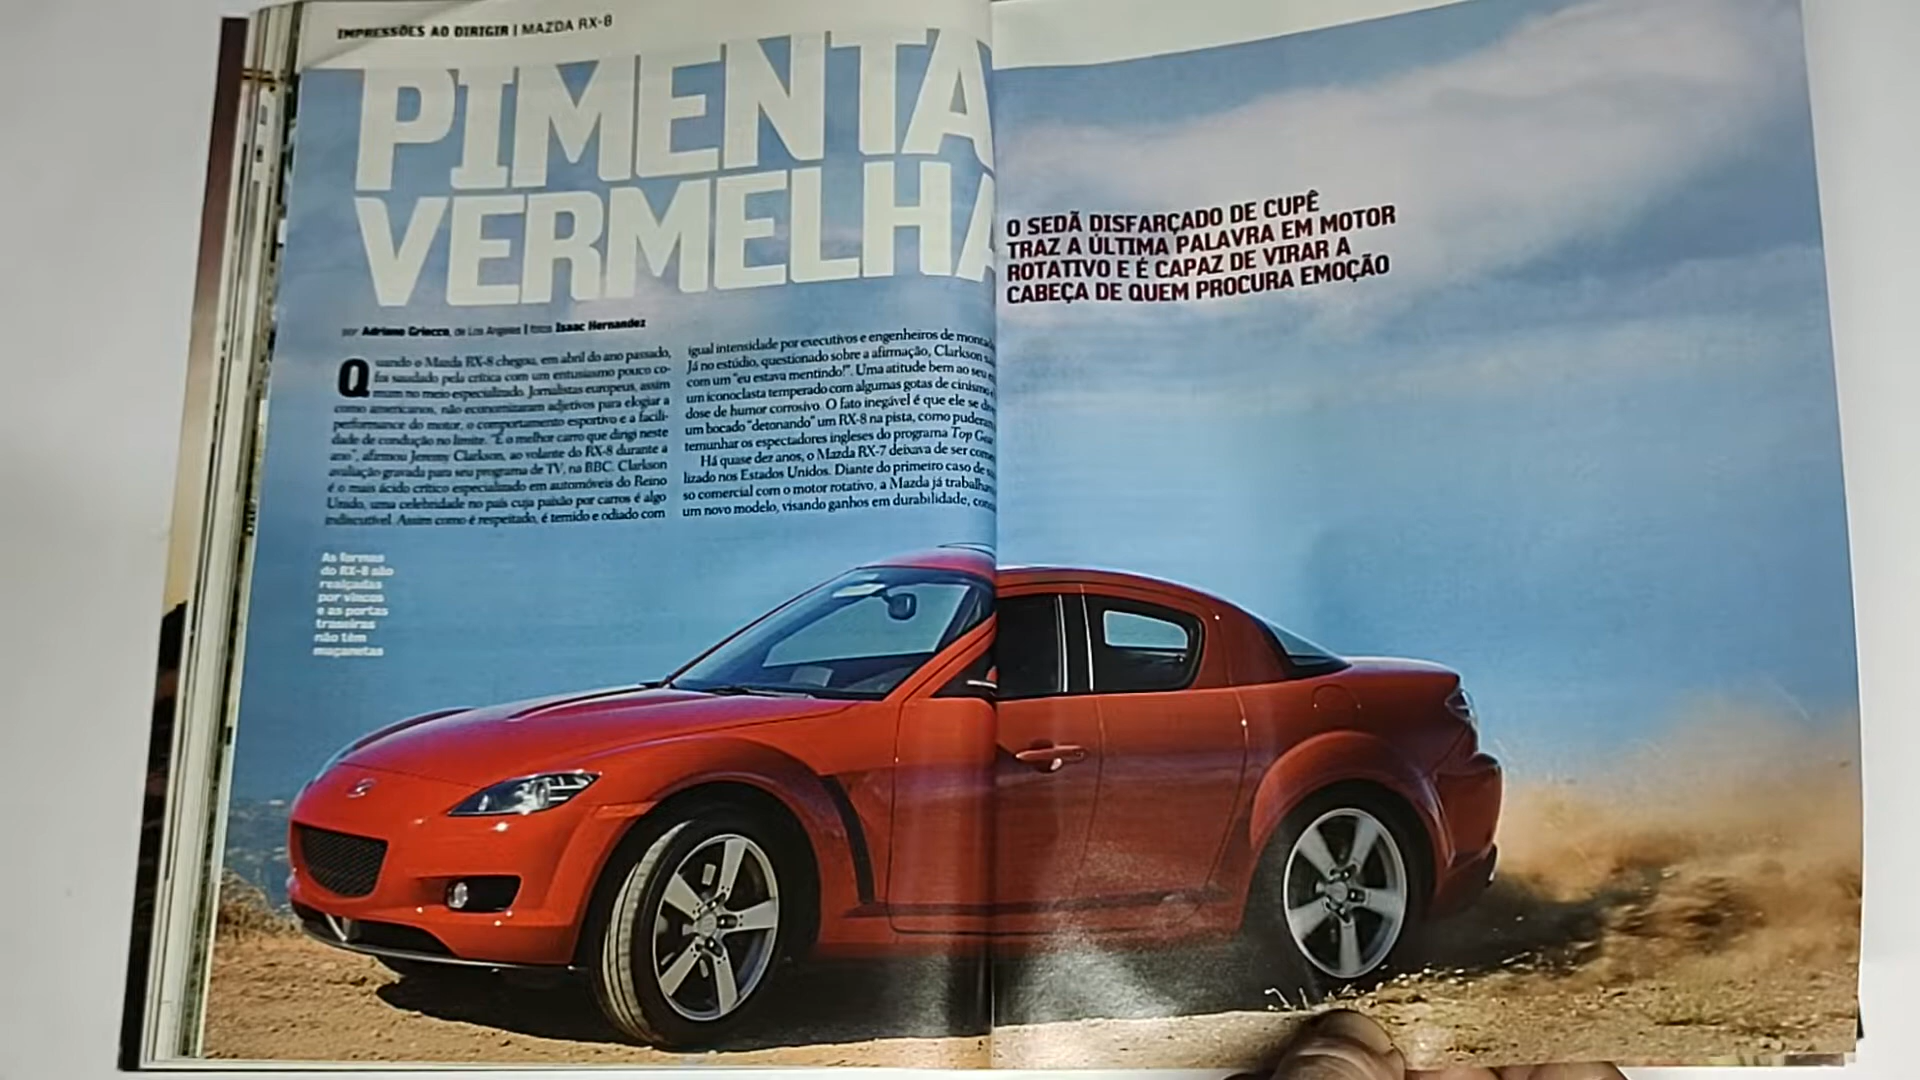 IMPRESSÕES AO DIRIGIR | MAZDA RX-8
PIMENTA
VERMELHA
O SEDÃ DISFARÇADO DE CUPÊ
TRAZ A ÚLTIMA PALAVRA EM MOTOR
ROTATIVO E É CAPAZ DE VIRAR A
CABEÇA DE QUEM PROCURA EMOÇÃO
por Adriano Griecco, de Los Angeles | fotos Isaac Hernandez
Quando o Mazda RX-8 chegou, em abril do ano passado,
foi saudado pela crítica com um entusiasmo pouco co-
mum no meio especializado. Jornalistas europeus, assim
como americanos, não economizaram adjetivos para elogiar a
performance do motor, o comportamento esportivo e a facili-
dade de condução no limite. "É o melhor carro que dirigi neste
ano", afirmou Jeremy Clarkson, ao volante do RX-8 durante a
avaliação gravada para seu programa de TV, na BBC. Clarkson
é o mais ácido crítico especializado em automóveis do Reino
Unido, uma celebridade no país cuja paixão por carros é algo
indiscutível. Assim como é respeitado, é temido e odiado com
igual intensidade por executivos e engenheiros de
Já no estúdio, questionado sobre a afirmação, Clarkson
com um "eu estava mentindo!". Uma atitude bem ao seu
um iconoclasta temperado com algumas gotas de cinismo
dose de humor corrosivo. O fato inegável é que ele se
um bocado "detonando" um RX-8 na pista, como
temunhar os espectadores ingleses do programa Top
Há quase dez anos, o Mazda RX-7 deixava de ser
lizado nos Estados Unidos. Diante do primeiro caso de
so comercial com o motor rotativo, a Mazda já
um novo modelo, visando ganhos em durabilidade,
As formas
do RX-8 são
realçadas
por vincos
e as portas
traseiras
não têm
maçanetas